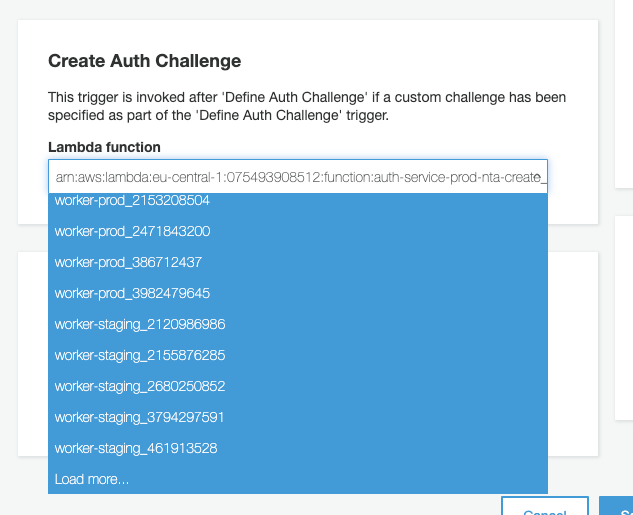 Create Auth Challenge
This trigger is invoked after 'Define Auth Challenge' if a custom challenge has been
specified as part of the 'Define Auth Challenge' trigger.
Lambda function
arn:aws:lambda:eu-central-1:075493908512:function:auth-service-prod-nta-create_
worker-prod_2153208504
worker-prod_2471843200
worker-prod_386712437
worker-prod_3982479645
worker-staging_2120986986
worker-staging_2155876285
worker-staging_2680250852
worker-staging_3794297591
worker-staging_461913528
Load more...
Cancel